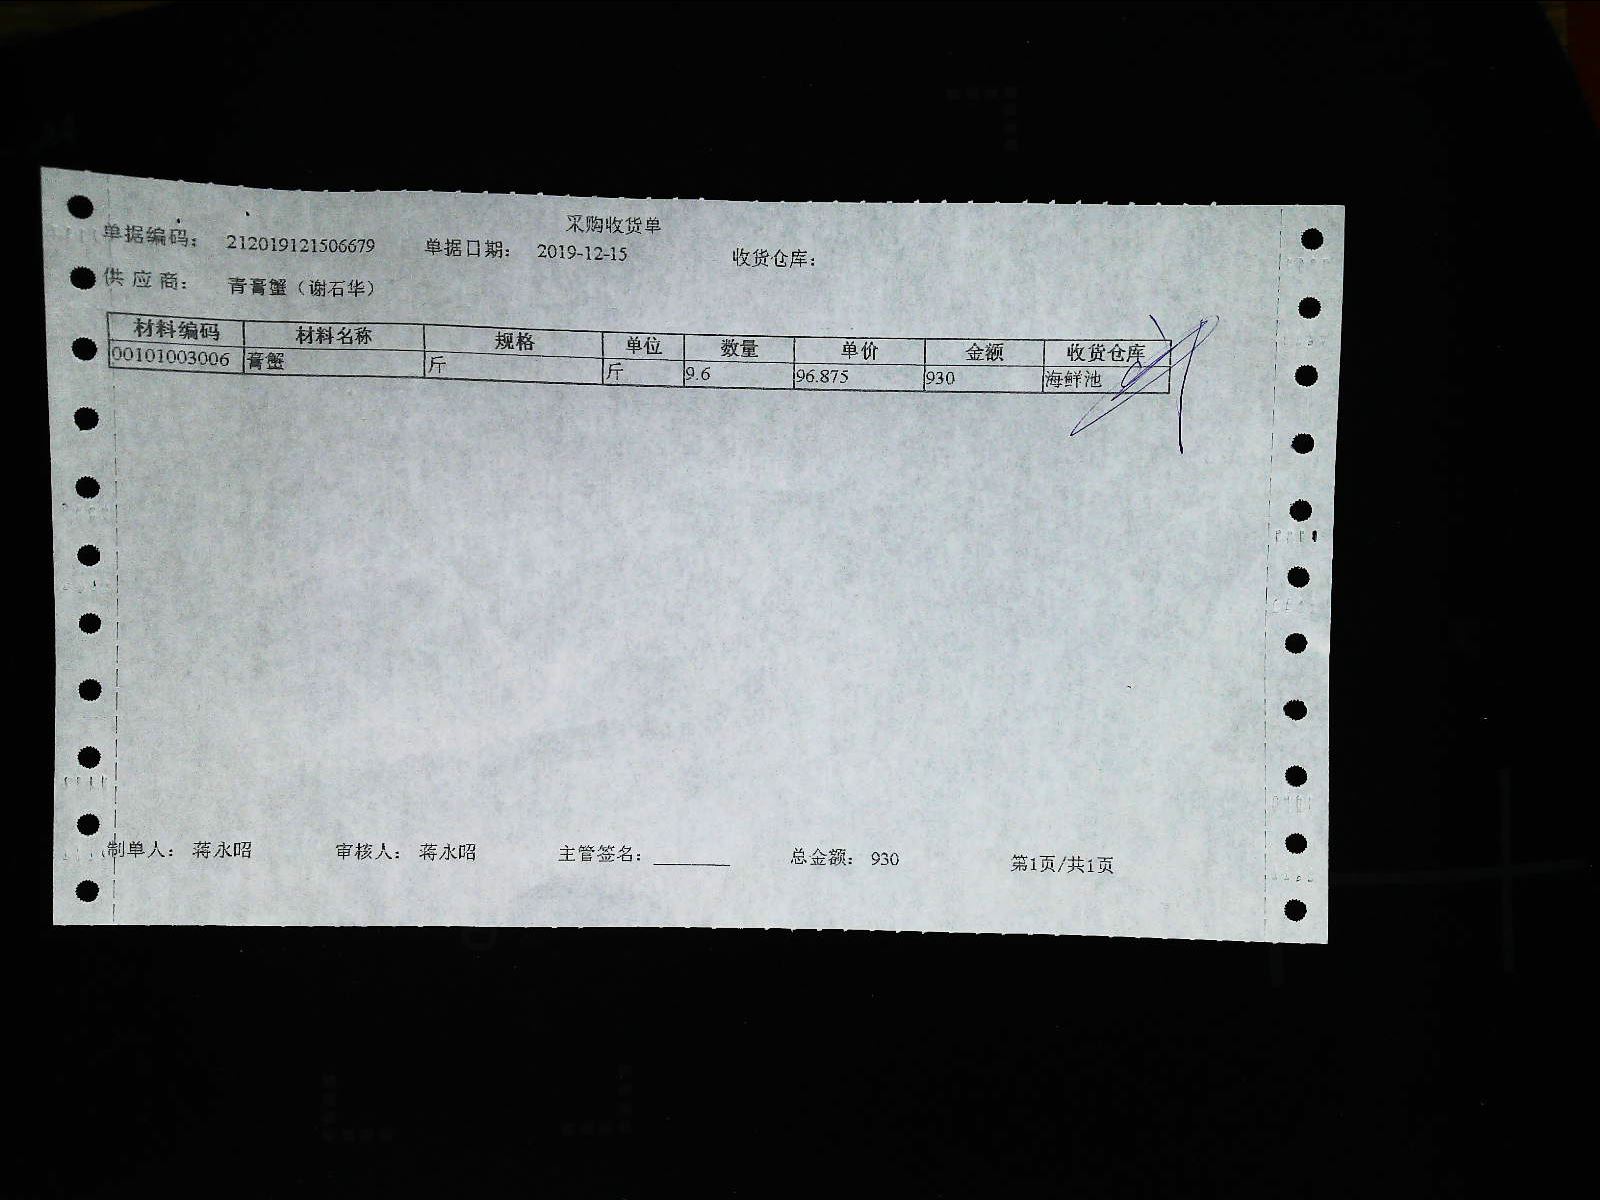 采购收货单
单据编码： 212019121506679 单据日期： 2019-12-15 收货仓库：
供应商： 青膏蟹（谢石华）
材料编码 材料名称 规格 单位 数量 单价 金额 收货仓库
00101003006 膏蟹 斤 斤 9.6 96.875 930 海鲜池
制单人： 蒋永昭 审核人： 蒋永昭 主管签名： 总金额： 930 第1页/共1页